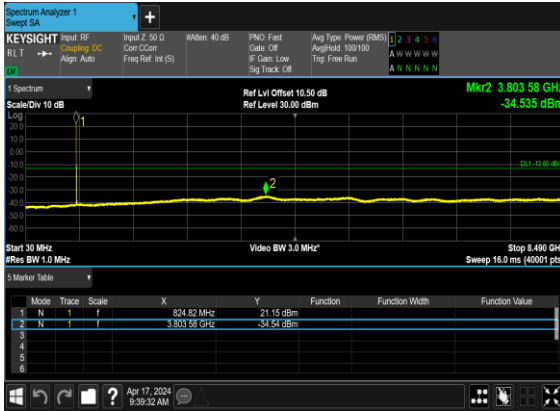 Spectrum Analyzer 1
Swept SA
+
KEYSIGHT Input: RF Input Z: 50 Ω #Atten: 40 dB PNO: Fast Avg Type: Power (RMS) 1 2 3 4 5 6
RLT Coupling: DC Corr CCorr Gate: Off Avg|Hold: 100/100 A W W W W W
Align: Auto Freq Ref: Int (S) IF Gain: Low Trig: Free Run
Sig Track: Off A N N N N N
1 Spectrum Ref Lvl Offset 10.50 dB Mkr2 3.803 58 GHz
Scale/Div 10 dB Ref Level 30.00 dBm -34.535 dBm
Log
20.0
10.0
0.00
-10.0 DL1 -13.00 dBm
-20.0
-30.0
-40.0
-50.0
-60.0
1
2
Start 30 MHz Video BW 3.0 MHz* Stop 8.490 GHz
#Res BW 1.0 MHz Sweep 16.0 ms (40001 pts)
5 Marker Table
Mode Trace Scale X Y Function Function Width Function Value
1 N 1 f 824.82 MHz 21.15 dBm
2 N 1 f 3.803 58 GHz -34.54 dBm
3
4
5
6
? Apr 17, 2024
9:39:32 AM